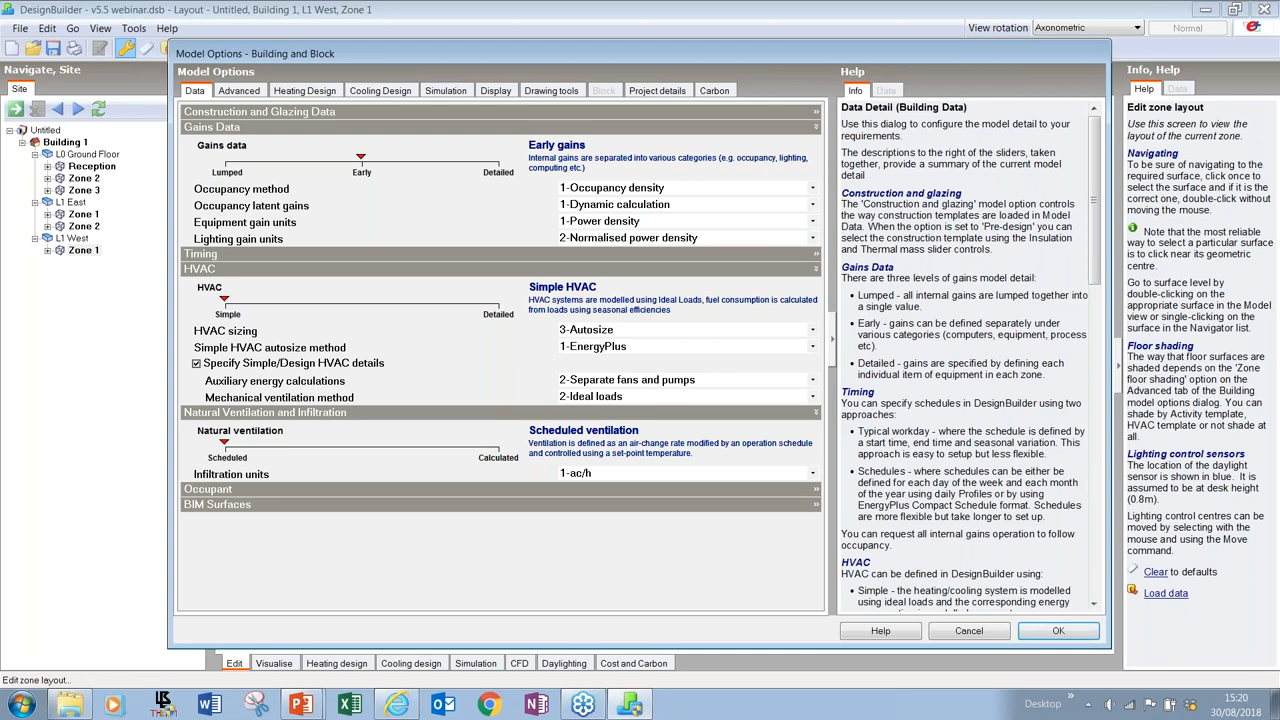 DesignBuilder - v5.5 webinar.dsb - Layout - Untitled, Building 1, L1 West, Zone 1
File Edit Go View Tools Help
View rotation Axonometric Normal
Navigate, Site
Site
Untitled
Building 1
L0 Ground Floor
Reception
Zone 2
Zone 3
L1 East
Zone 1
Zone 2
L1 West
Zone 1
Model Options - Building and Block
Model Options
Data Advanced Heating Design Cooling Design Simulation Display Drawing tools Block Project details Carbon
Construction and Glazing Data
Gains Data
Gains data
Lumped Early Detailed
Early gains
Internal gains are separated into various categories (e.g. occupancy, lighting,
computing etc.)
Occupancy method 1-Occupancy density
Occupancy latent gains 1-Dynamic calculation
Equipment gain units 1-Power density
Lighting gain units 2-Normalised power density
Timing
HVAC
HVAC
Simple Detailed
Simple HVAC
HVAC systems are modelled using Ideal Loads, fuel consumption is calculated
from loads using seasonal efficiencies
HVAC sizing 3-Autosize
Simple HVAC autosize method 1-EnergyPlus
Specify Simple/Design HVAC details
Auxiliary energy calculations 2-Separate fans and pumps
Mechanical ventilation method 2-Ideal loads
Natural Ventilation and Infiltration
Natural ventilation
Scheduled Calculated
Scheduled ventilation
Ventilation is defined as an air-change rate modified by an operation schedule
and controlled using a set-point temperature.
Infiltration units 1-ac/h
Occupant
BIM Surfaces
Help
Info Data
Data Detail (Building Data)
Use this dialog to configure the model detail to your
requirements.
The descriptions to the right of the sliders, taken
together, provide a summary of the current model
detail
Construction and glazing
The 'Construction and glazing' model option controls
the way construction templates are loaded in Model
Data. When the option is set to 'Pre-design' you can
select the construction template using the Insulation
and Thermal mass slider controls.
Gains Data
There are three levels of gains model detail:
• Lumped - all internal gains are lumped together into
a single value.
• Early - gains can be defined separately under
various categories (computers, equipment, process
etc).
• Detailed - gains are specified by defining each
individual item of equipment in each zone.
Timing
You can specify schedules in DesignBuilder using two
approaches:
• Typical workday - where the schedule is defined by
a start time, end time and seasonal variation. This
approach is easy to setup but less flexible.
• Schedules - where schedules can be either be
defined for each day of the week and each month
of the year using daily Profiles or by using
EnergyPlus Compact Schedule format. Schedules
are more flexible but take longer to set up.
You can request all internal gains operation to follow
occupancy.
HVAC
HVAC can be defined in DesignBuilder using:
• Simple - the heating/cooling system is modelled
using ideal loads and the corresponding energy
Help Cancel OK
Info, Help
Help Data
Edit zone layout
Use this screen to view the
layout of the current zone.
Navigating
To be sure of navigating to the
required surface, click once to
select the surface and if it is the
correct one, double-click without
moving the mouse.
Note that the most reliable
way to select a particular surface
is to click near its geometric
centre.
Go to surface level by
double-clicking on the
appropriate surface in the Model
view or single-clicking on the
surface in the Navigator list.
Floor shading
The way that floor surfaces are
shaded depends on the 'Zone
floor shading' option on the
Advanced tab of the Building
model options dialog. You can
shade by Activity template,
HVAC template or not shade at
all.
Lighting control sensors
The location of the daylight
sensor is shown in blue. It is
assumed to be at desk height
(0.8m).
Lighting control centres can be
moved by selecting with the
mouse and using the Move
command.
Clear to defaults
Load data
Edit Visualise Heating design Cooling design Simulation CFD Daylighting Cost and Carbon
Edit zone layout...
Desktop
15:20
30/08/2018